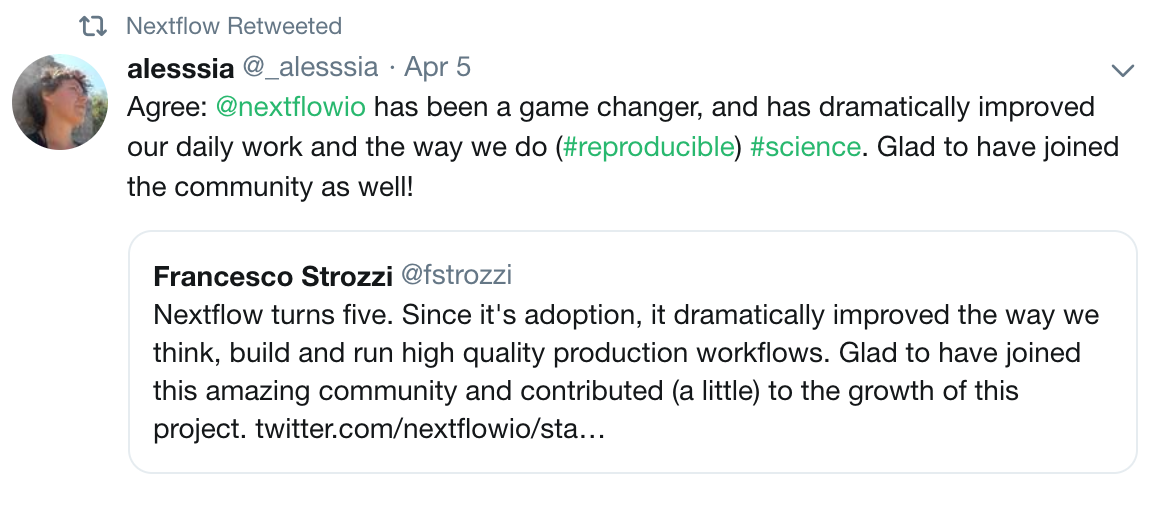 Nextflow Retweeted
alesssia @_alesssia · Apr 5
Agree: @nextflowio has been a game changer, and has dramatically improved
our daily work and the way we do (#reproducible) #science. Glad to have joined
the community as well!
Francesco Strozzi @fstrozzi
Nextflow turns five. Since it's adoption, it dramatically improved the way we
think, build and run high quality production workflows. Glad to have joined
this amazing community and contributed (a little) to the growth of this
project. twitter.com/nextflowio/sta…